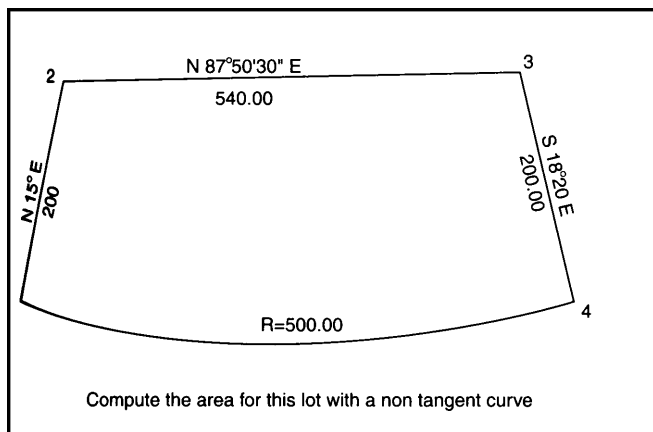 N 87°50'30" E
2
3
540.00
N 15° E
200
S 18°20 E
200.00
4
R=500.00
Compute the area for this lot with a non tangent curve